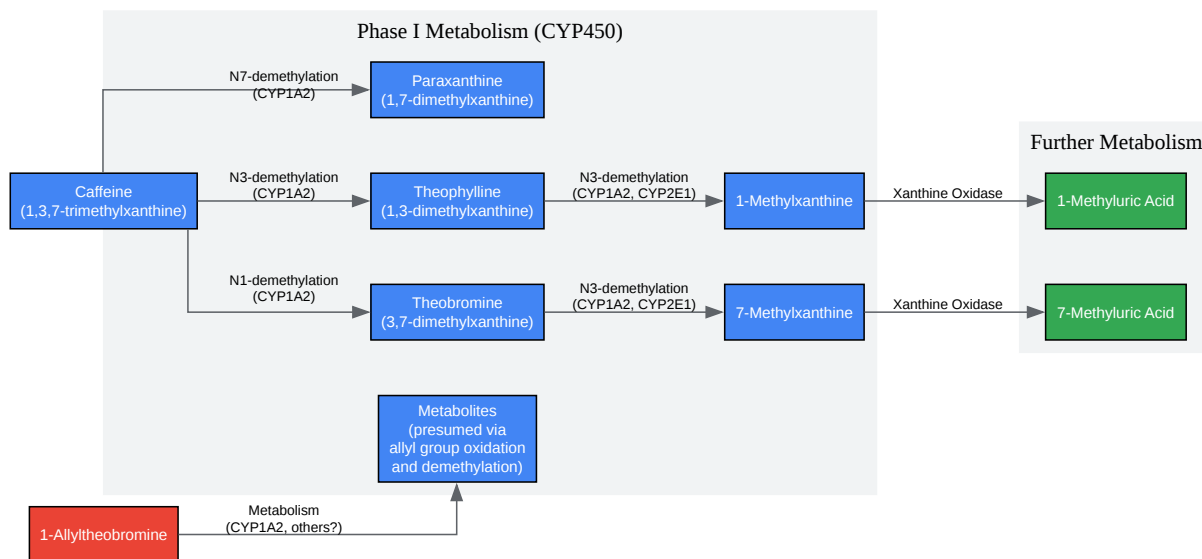 Phase I Metabolism (CYP450)
N7-demethylation
(CYP1A2)
Paraxanthine
(1,7-dimethylxanthine)
Further Metabolism
Caffeine
(1,3,7-trimethylxanthine)
N3-demethylation
(CYP1A2)
Theophylline
(1,3-dimethylxanthine)
N3-demethylation
(CYP1A2, CYP2E1)
1-Methylxanthine
Xanthine Oxidase
1-Methyluric Acid
N1-demethylation
(CYP1A2)
Theobromine
(3,7-dimethylxanthine)
N3-demethylation
(CYP1A2, CYP2E1)
7-Methylxanthine
Xanthine Oxidase
7-Methyluric Acid
Metabolites
(presumed via
allyl group oxidation
and demethylation)
1-Allyltheobromine
Metabolism
(CYP1A2, others?)